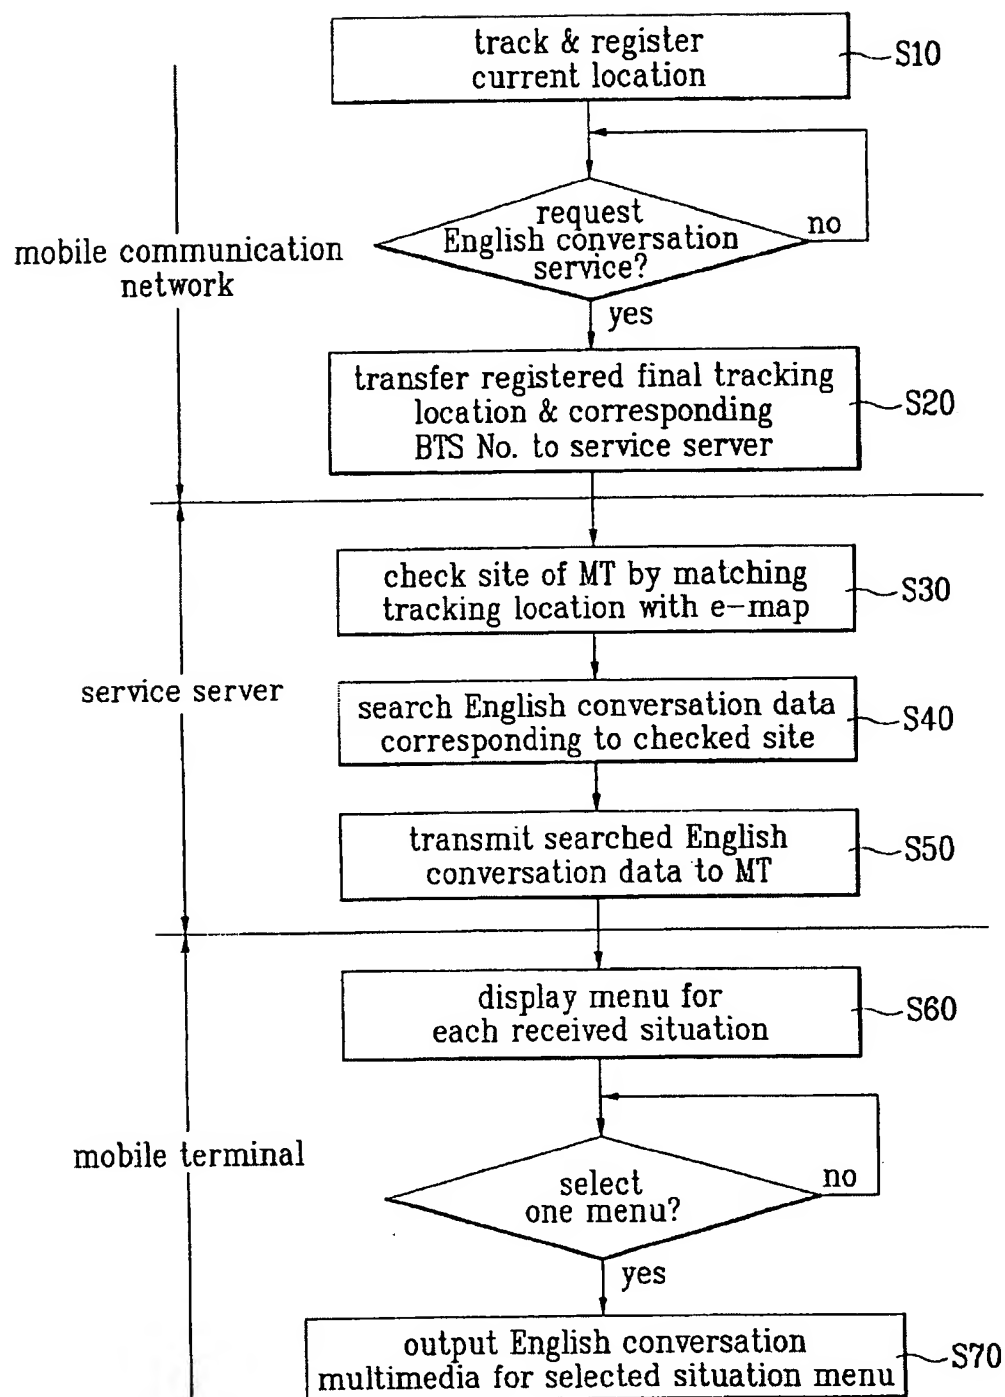 track & register
current location
S10
request
English conversation
service?
no
mobile communication
network
yes
transfer registered final tracking
location & corresponding
BTS No. to service server
S20
check site of MT by matching
tracking location with e-map
S30
service server
search English conversation data
corresponding to checked site
S40
transmit searched English
conversation data to MT
S50
display menu for
each received situation
S60
mobile terminal
select
one menu?
no
yes
output English conversation
multimedia for selected situation menu
S70